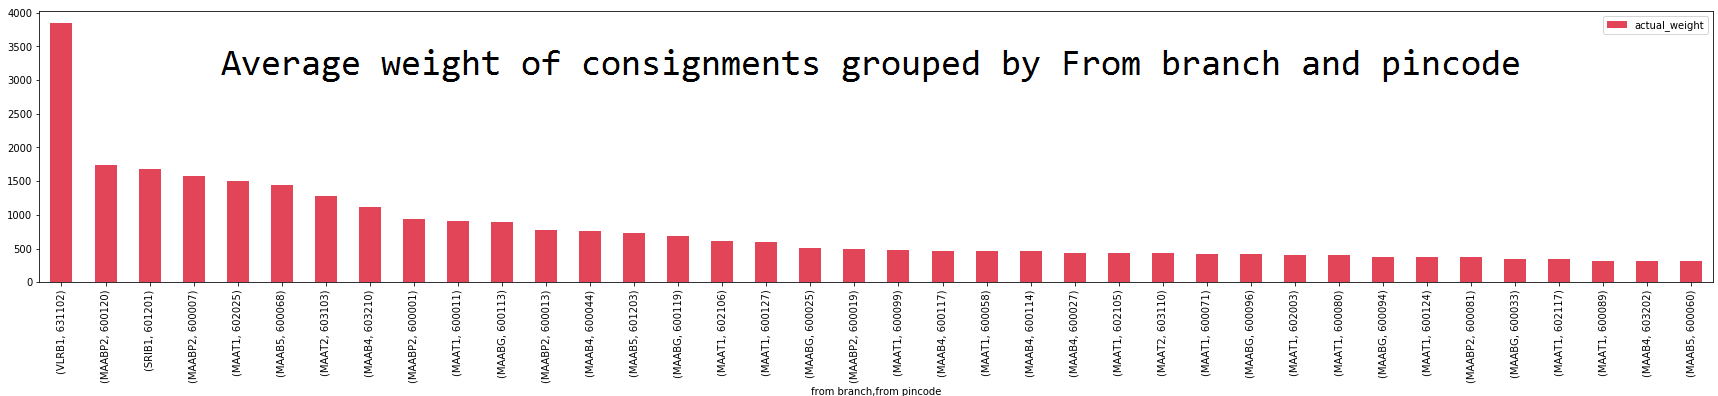 4000
3500
3000
2500
2000
1500
1000
500
0
actual_weight
Average weight of consignments grouped by From branch and pincode
(VLRB1, 631102)
(MAABP2, 600120)
(SRIB1, 601201)
(MAABP2, 600007)
(MAAT1, 602025)
(MAAB5, 600068)
(MAAT2, 603103)
(MAAB4, 603210)
(MAABP2, 600001)
(MAAT1, 600011)
(MAABG, 600113)
(MAABP2, 600013)
(MAAB4, 600044)
(MAAB5, 601203)
(MAABG, 600119)
(MAAT1, 602106)
(MAAT1, 600127)
(MAABG, 600025)
(MAABP2, 600019)
(MAAT1, 600099)
(MAAB4, 600117)
(MAAT1, 600058)
(MAAB4, 600114)
(MAAB4, 600027)
(MAAT1, 602105)
(MAAT2, 603110)
(MAAT1, 600071)
(MAABG, 600096)
(MAAT1, 602003)
(MAAT1, 600080)
(MAABG, 600094)
(MAAT1, 600124)
(MAABP2, 600081)
(MAABG, 600033)
(MAAT1, 602117)
(MAAT1, 600089)
(MAAB4, 603202)
(MAAB5, 600060)
from branch,from pincode